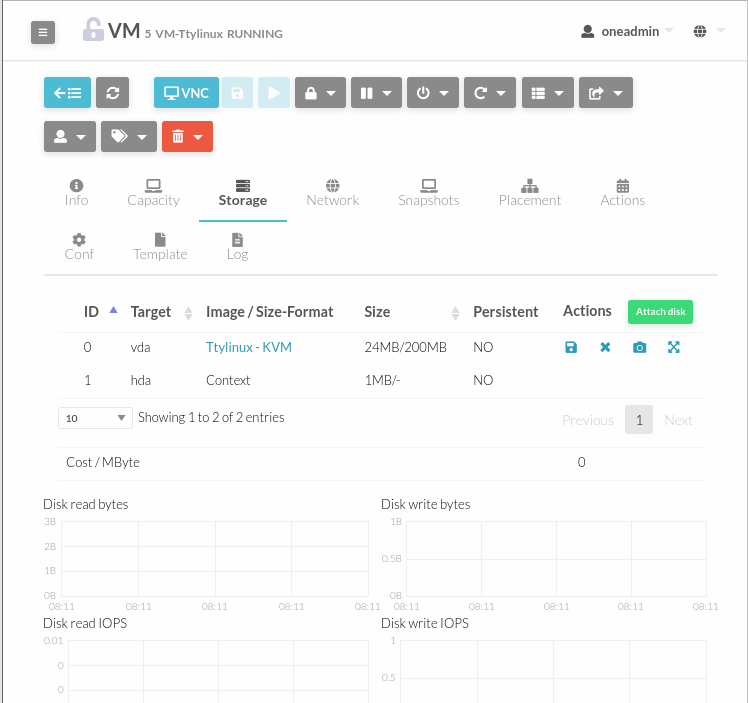 VM 5 VM-Ttylinux RUNNING oneadmin
VNC
Info Capacity Storage Network Snapshots Placement Actions
Conf Template Log
ID Target Image / Size-Format Size Persistent Actions Attach disk
0 vda Ttylinux - KVM 24MB/200MB NO
1 hda Context 1MB/- NO
10 Showing 1 to 2 of 2 entries Previous 1 Next
Cost / MByte 0
Disk read bytes Disk write bytes
3B 1B
2B
0.5B
1B
0B 0B
08:11 08:11 08:11 08:11 08:11 08:11 08:11 08:11 08:11 08:11
Disk read IOPS Disk write IOPS
0.01 1
0
0.5
0